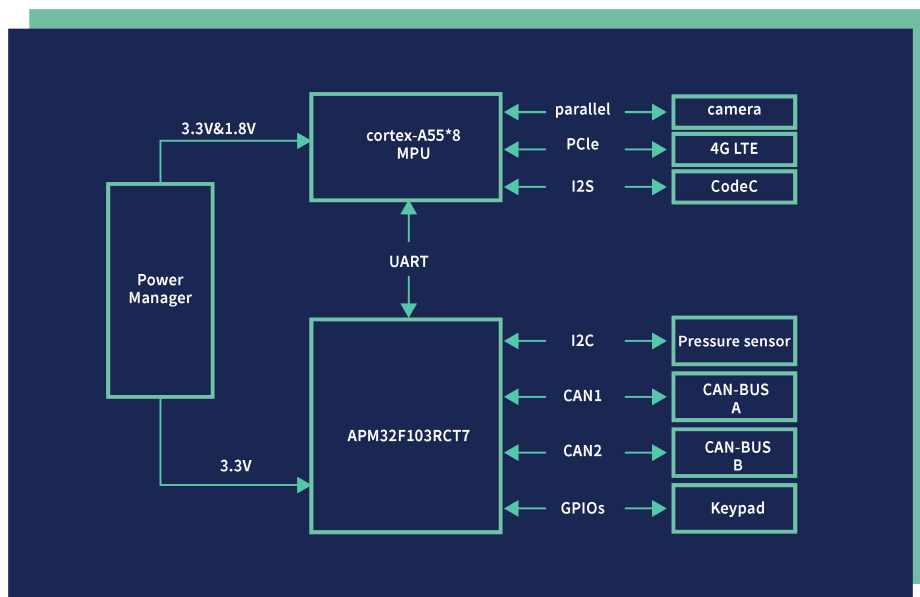 3.3V&1.8V
cortex-A55*8
MPU
parallel
camera
PCle
4G LTE
I2S
CodeC
Power
Manager
UART
APM32F103RCT7
3.3V
I2C
Pressure sensor
CAN1
CAN-BUS
A
CAN2
CAN-BUS
B
GPIOs
Keypad